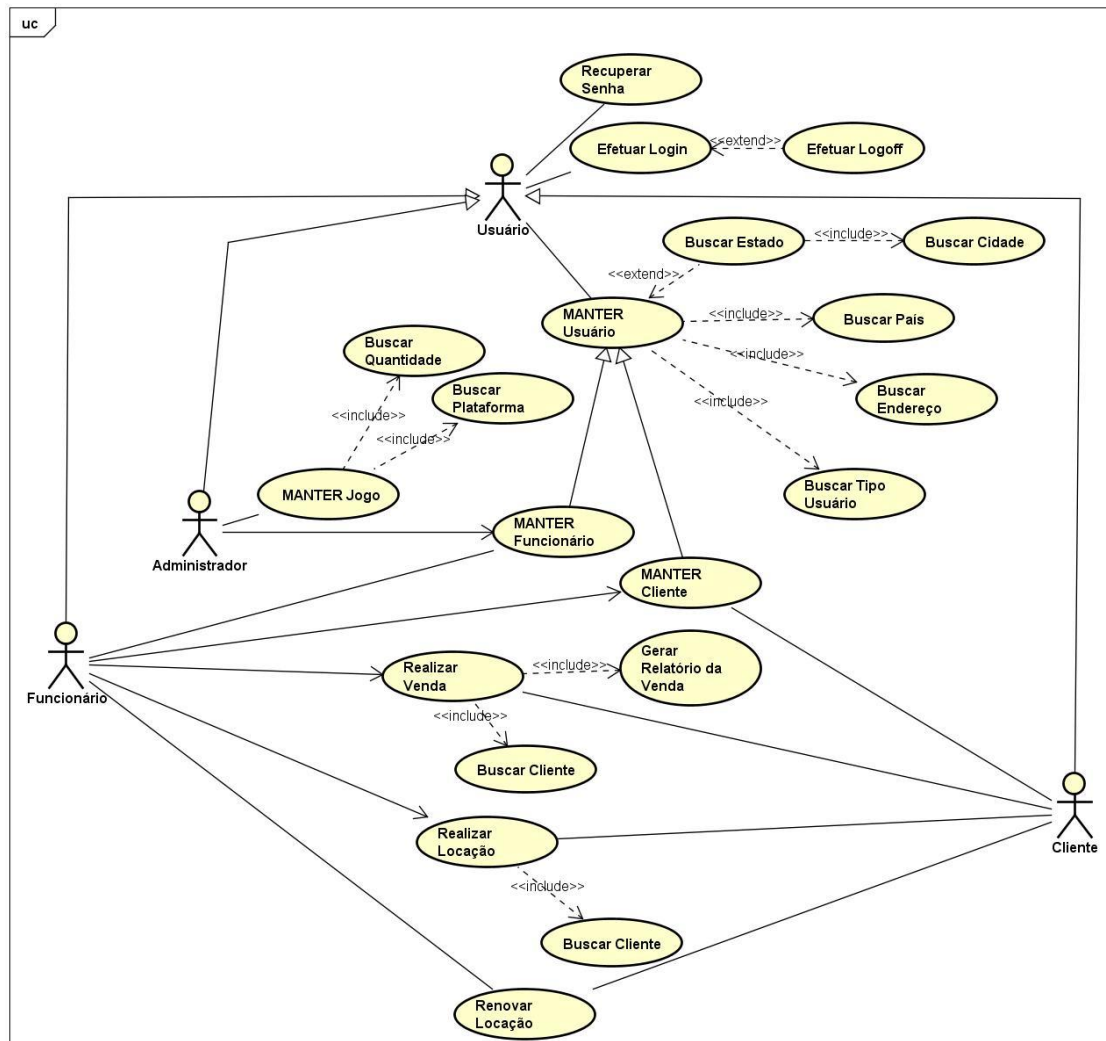 uc
Recuperar
Senha
Efetuar Login
<<extend>>
Efetuar Logoff
Usuário
Buscar Estado
<<include>>
Buscar Cidade
<<extend>>
MANTER
Usuário
<<include>>
Buscar País
Buscar
Quantidade
<<include>>
Buscar
Endereço
Buscar
Plataforma
<<include>>
<<include>>
<<include>>
MANTER Jogo
Buscar Tipo
Usuário
Administrador
MANTER
Funcionário
MANTER
Cliente
Funcionário
Realizar
Venda
<<include>>
Gerar
Relatório da
Venda
<<include>>
Buscar Cliente
Realizar
Locação
Cliente
<<include>>
Buscar Cliente
Renovar
Locação